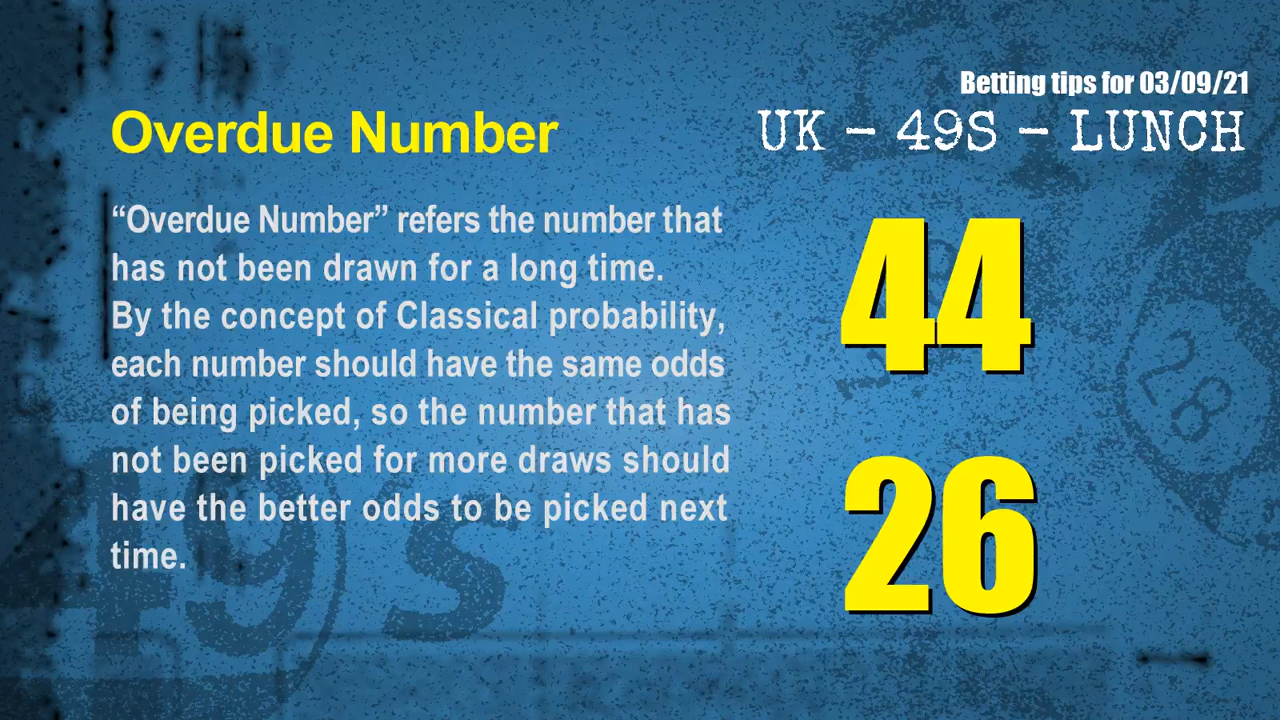 Betting tips for 03/09/21
UK - 49S - LUNCH
Overdue Number
“Overdue Number” refers the number that
has not been drawn for a long time.
By the concept of Classical probability,
each number should have the same odds
of being picked, so the number that has
not been picked for more draws should
have the better odds to be picked next
time.
44
26
28
49's